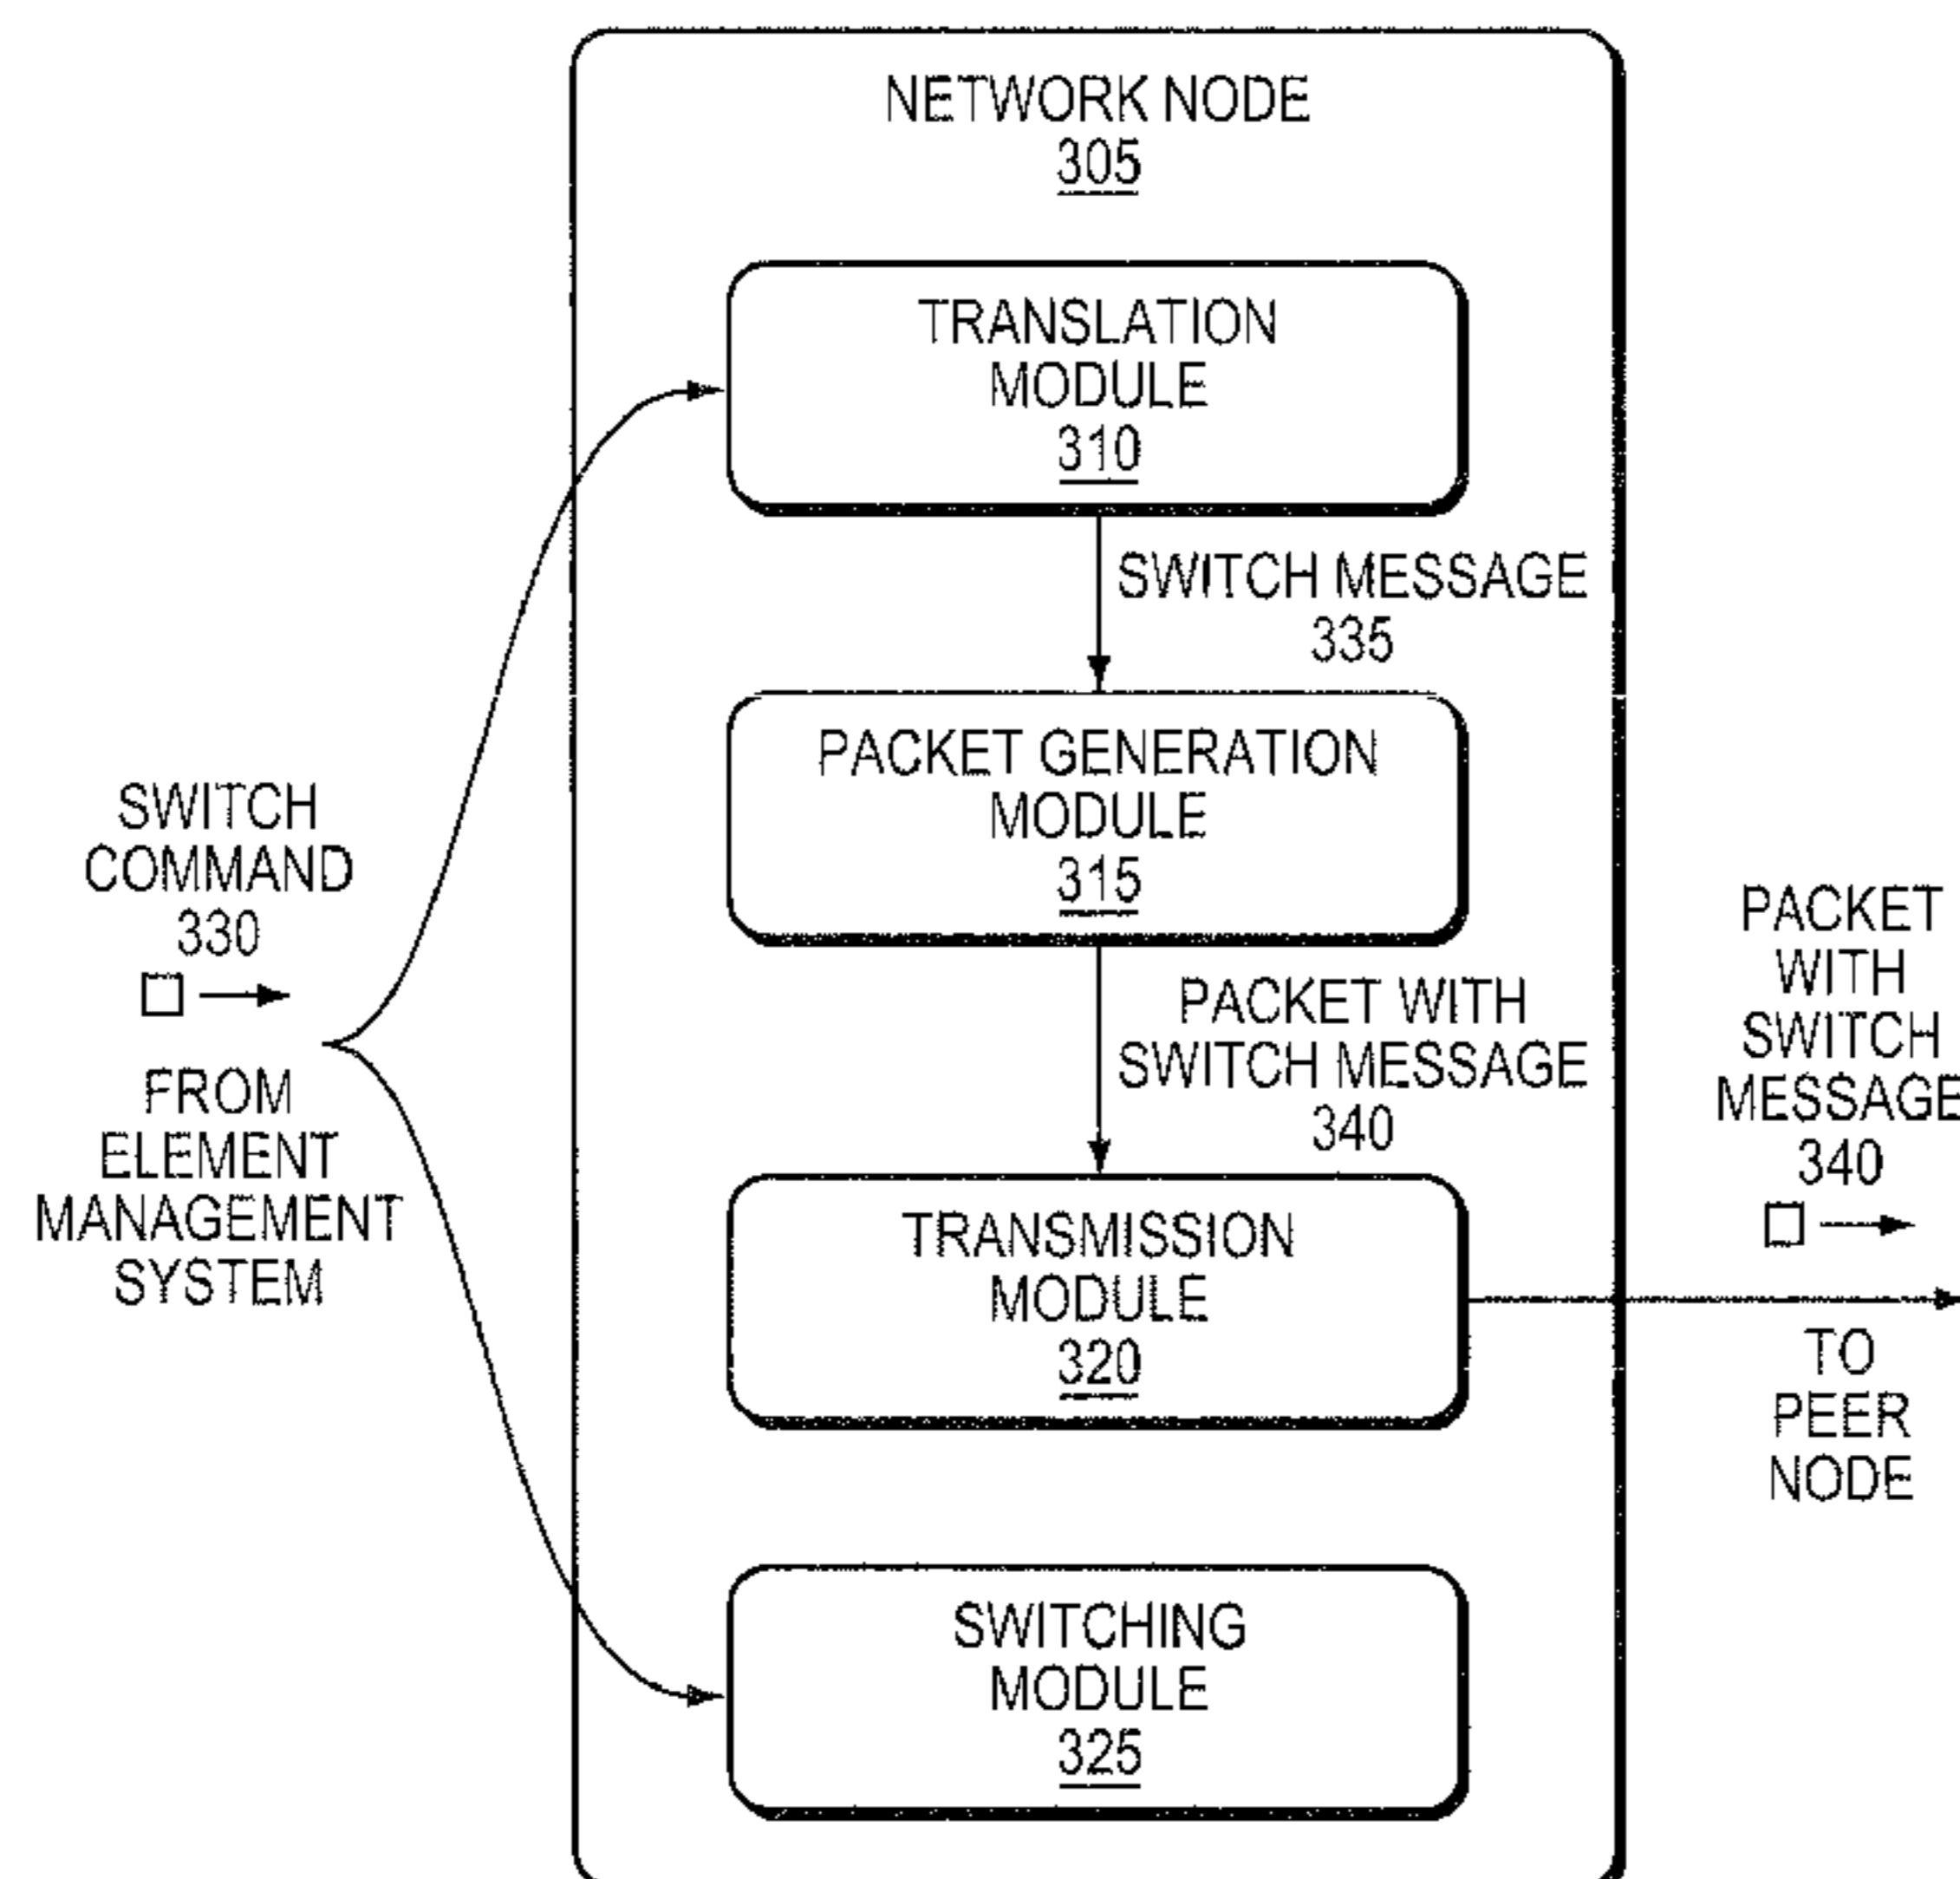 NETWORK NODE
305
TRANSLATION
MODULE
310
SWITCH MESSAGE
335
PACKET GENERATION
MODULE
315
SWITCH
COMMAND
330
FROM
ELEMENT
MANAGEMENT
SYSTEM
PACKET WITH
SWITCH MESSAGE
340
TRANSMISSION
MODULE
320
PACKET
WITH
SWITCH
MESSAGE
340
TO
PEER
NODE
SWITCHING
MODULE
325